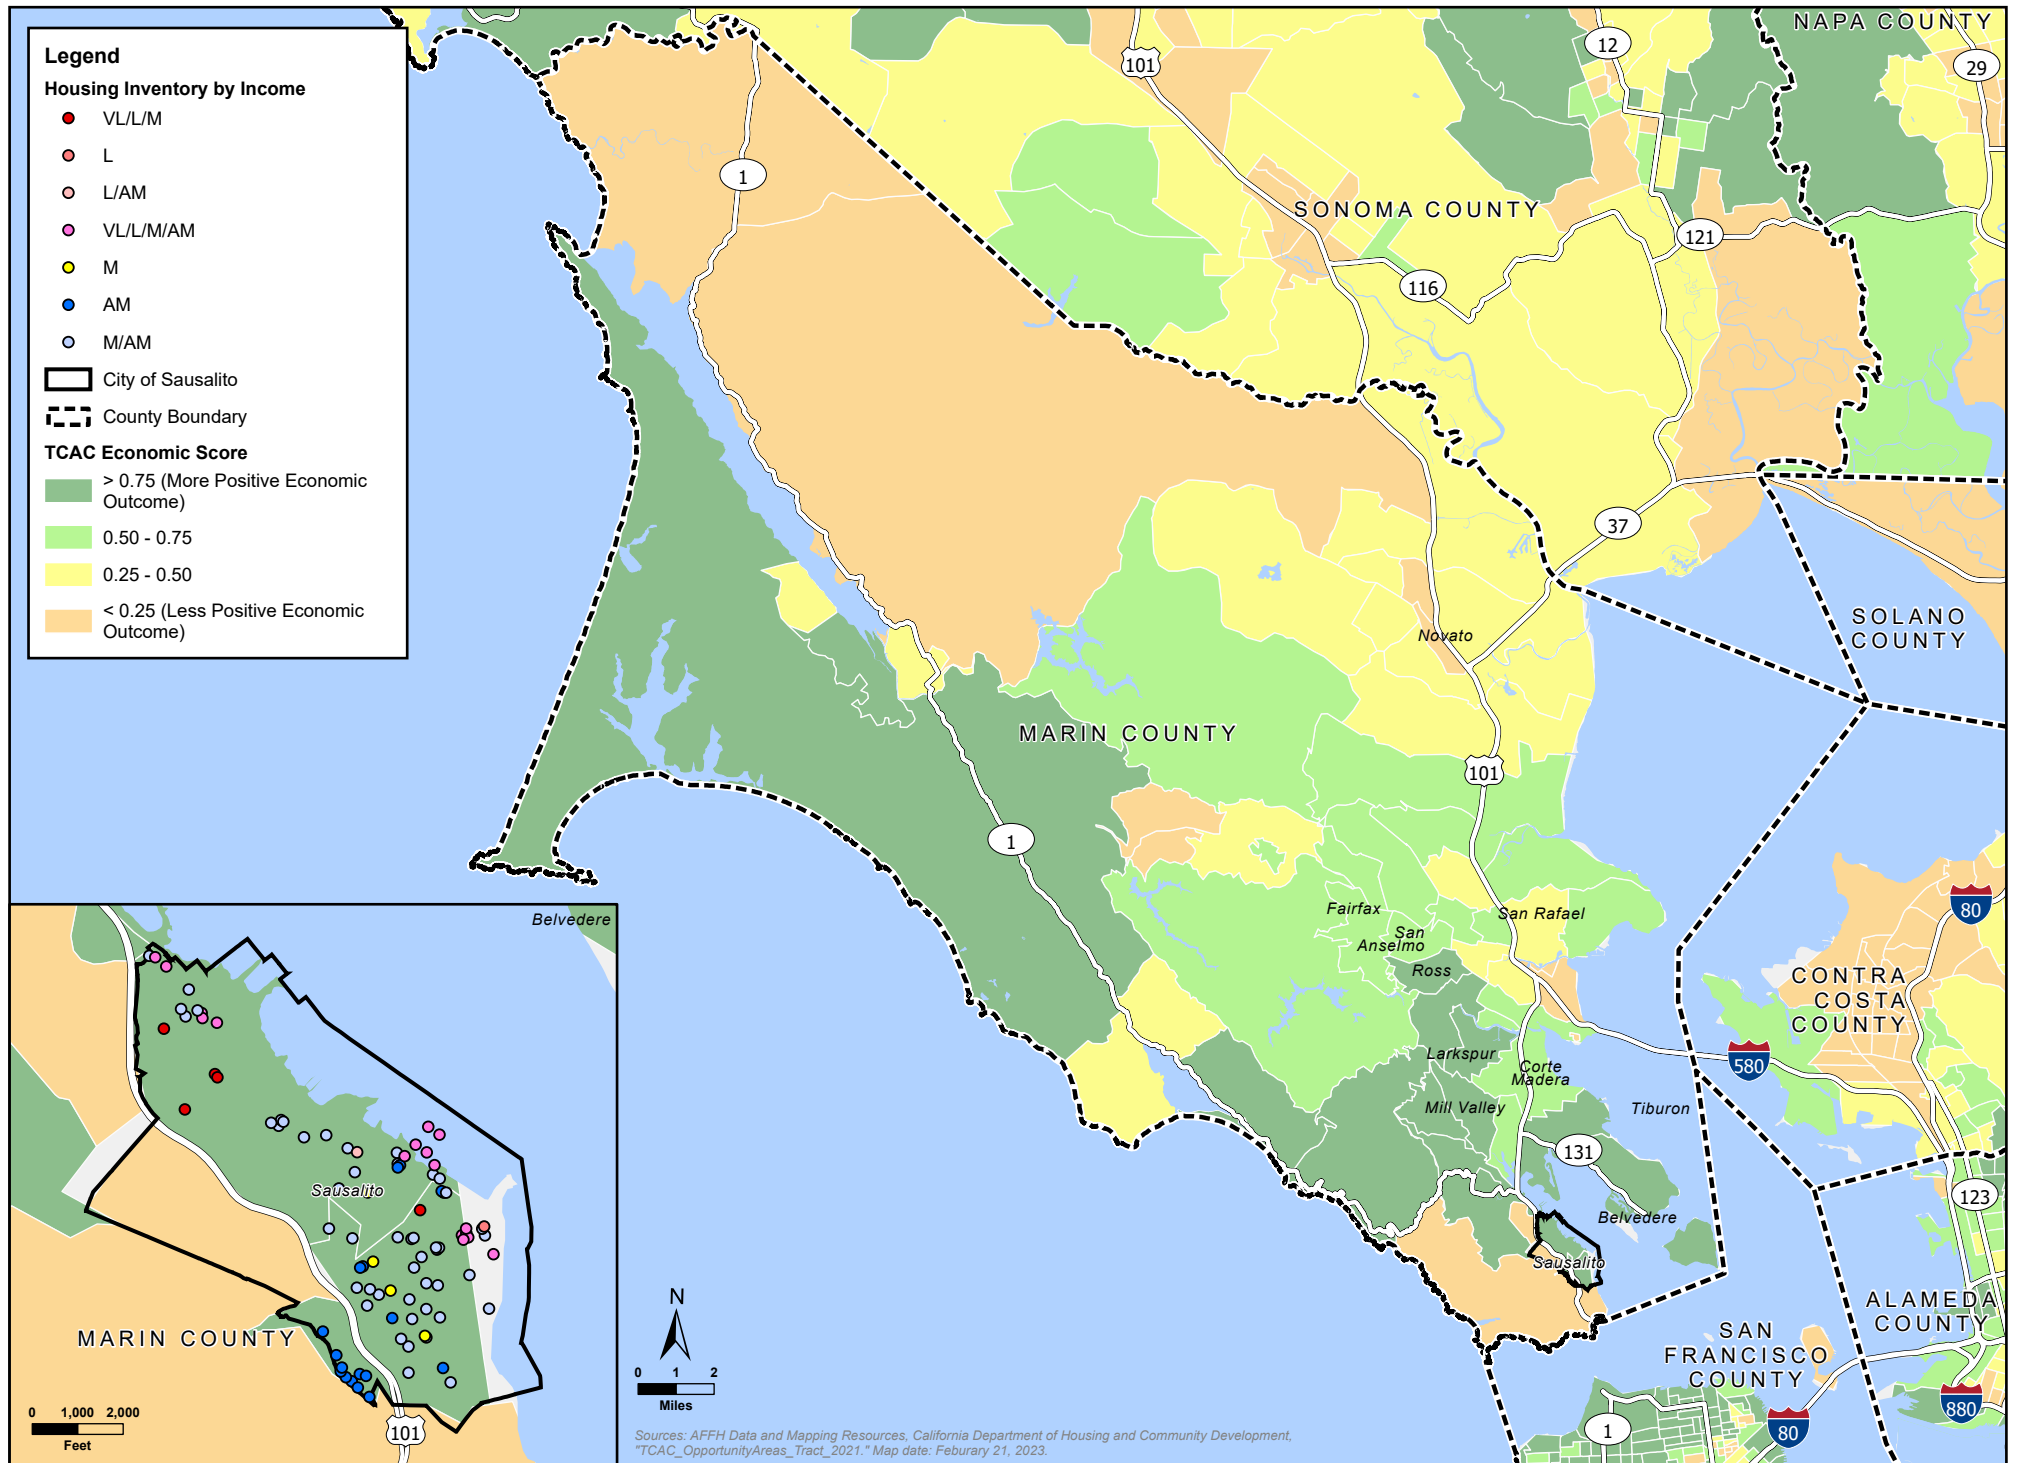 Legend
Housing Inventory by Income
VL/L/M
L
L/AM
VL/L/M/AM
M
AM
M/AM
City of Sausalito
County Boundary
TCAC Economic Score
> 0.75 (More Positive Economic
Outcome)
0.50 - 0.75
0.25 - 0.50
< 0.25 (Less Positive Economic
Outcome)
NAPA COUNTY
12
29
101
1
SONOMA COUNTY
121
116
37
SOLANO
COUNTY
Novato
MARIN COUNTY
101
1
80
Fairfax
San Rafael
San
Anselmo
Ross
CONTRA
COSTA
COUNTY
Larkspur
Corte
Madera
580
Mill Valley
Tiburon
131
123
Belvedere
Sausalito
ALAMEDA
COUNTY
SAN
FRANCISCO
COUNTY
880
80
1
Belvedere
Sausalito
MARIN COUNTY
101
0 1,000 2,000
Feet
N
0 1 2
Miles
Sources: AFFH Data and Mapping Resources, California Department of Housing and Community Development,
"TCAC_OpportunityAreas_Tract_2021." Map date: Feburary 21, 2023.